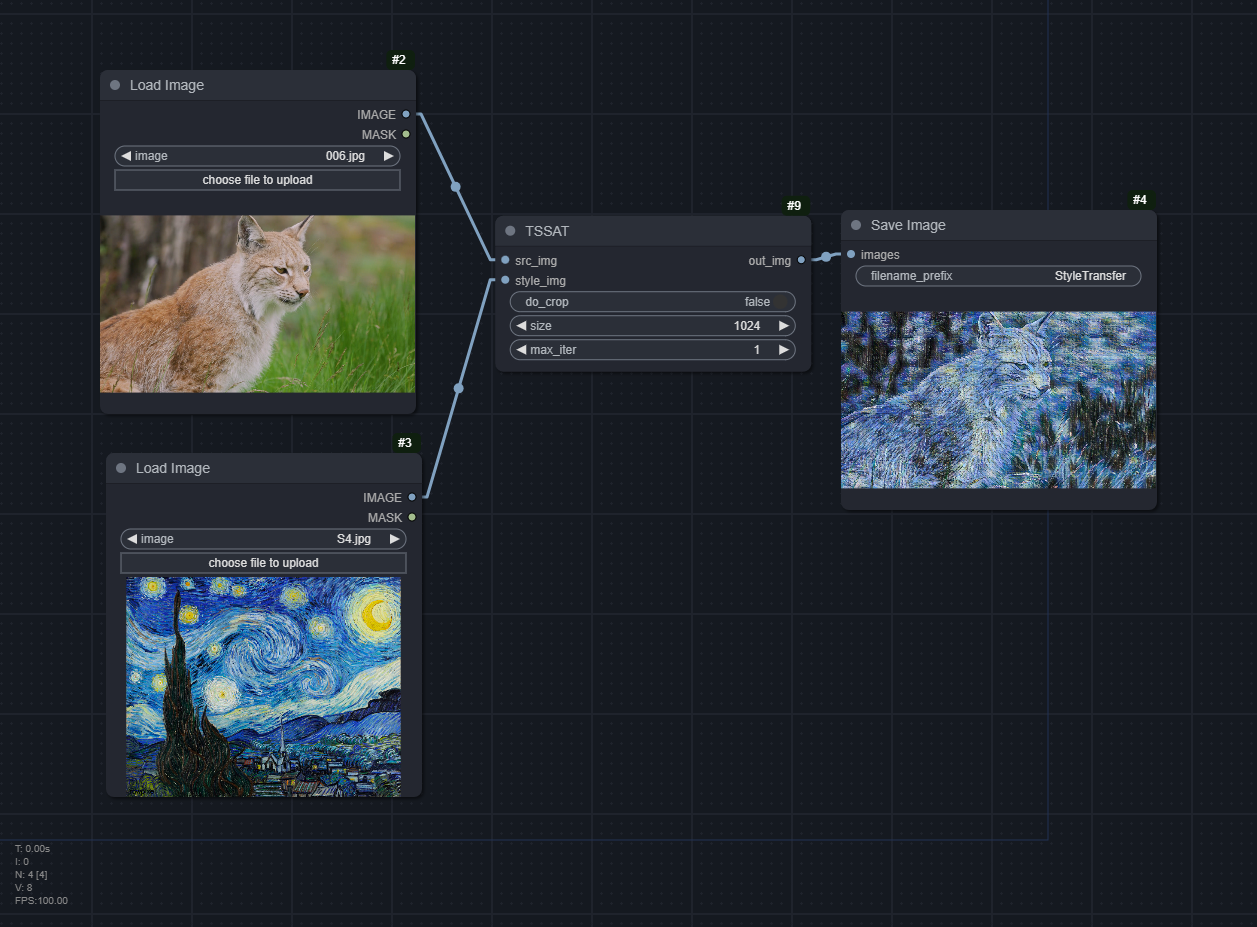 #2
Load Image
IMAGE
MASK
image 006.jpg
choose file to upload
#9
TSSAT
src_img out_img
style_img
do_crop false
size 1024
max_iter 1
#4
Save Image
images
filename_prefix StyleTransfer
#3
Load Image
IMAGE
MASK
image S4.jpg
choose file to upload
T: 0.00s
I: 0
N: 4 [4]
V: 8
FPS:100.00